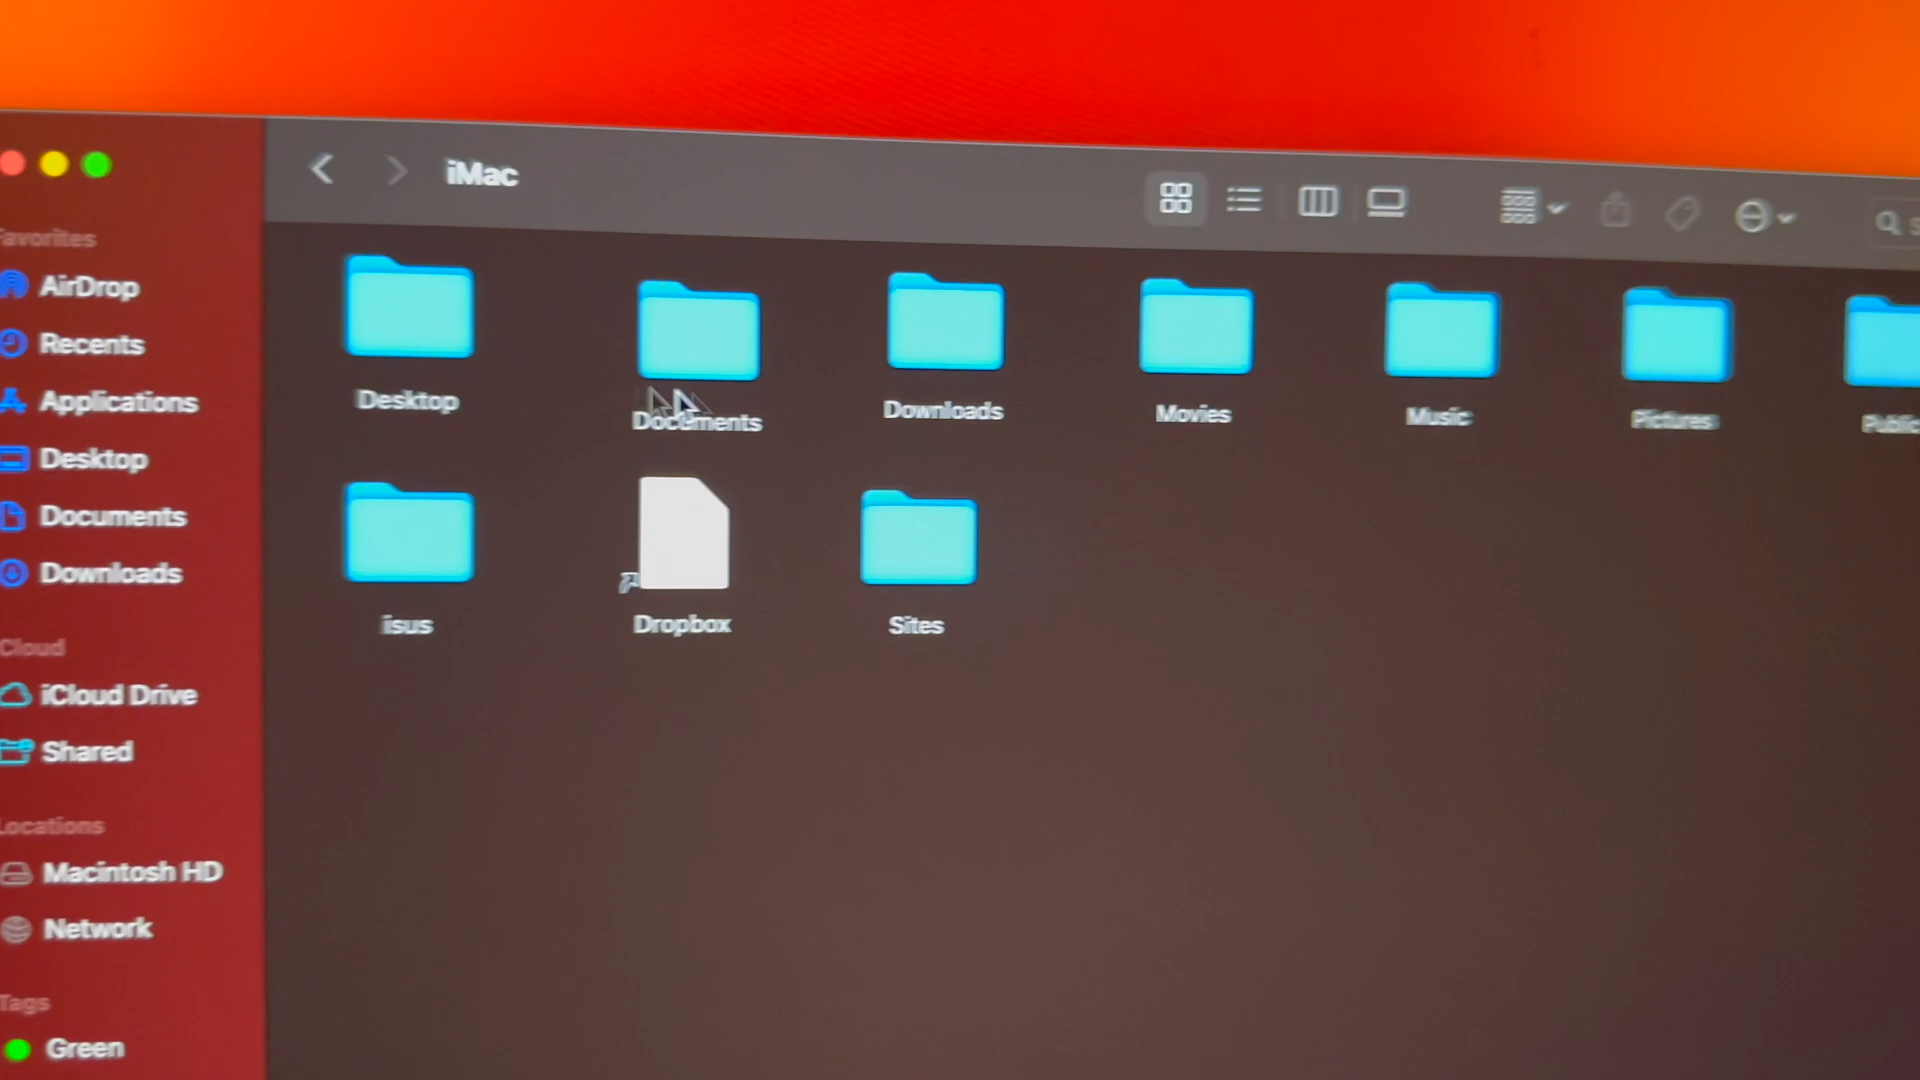 iMac
Favorites
AirDrop
Recents
Applications
Desktop
Documents
Downloads
Cloud
iCloud Drive
Shared
Locations
Macintosh HD
Network
Tags
Green
Desktop
Documents
Downloads
Movies
Music
Pictures
Public
isus
Dropbox
Sites